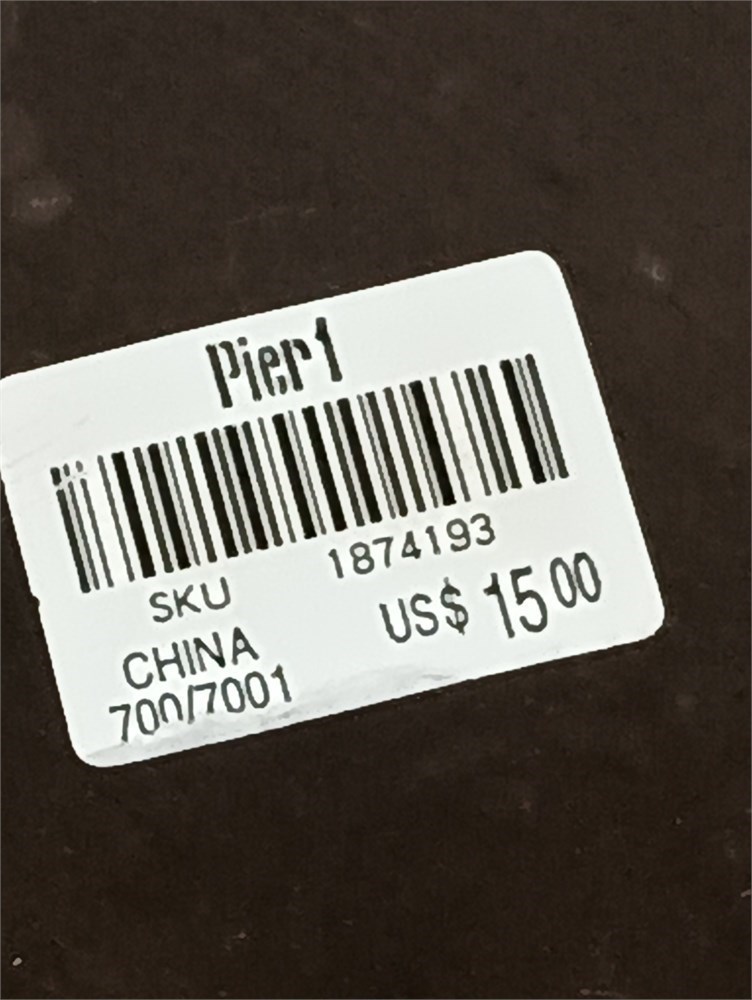 Pier1
SKU 1874193
US$ 15 00
CHINA
700/7001